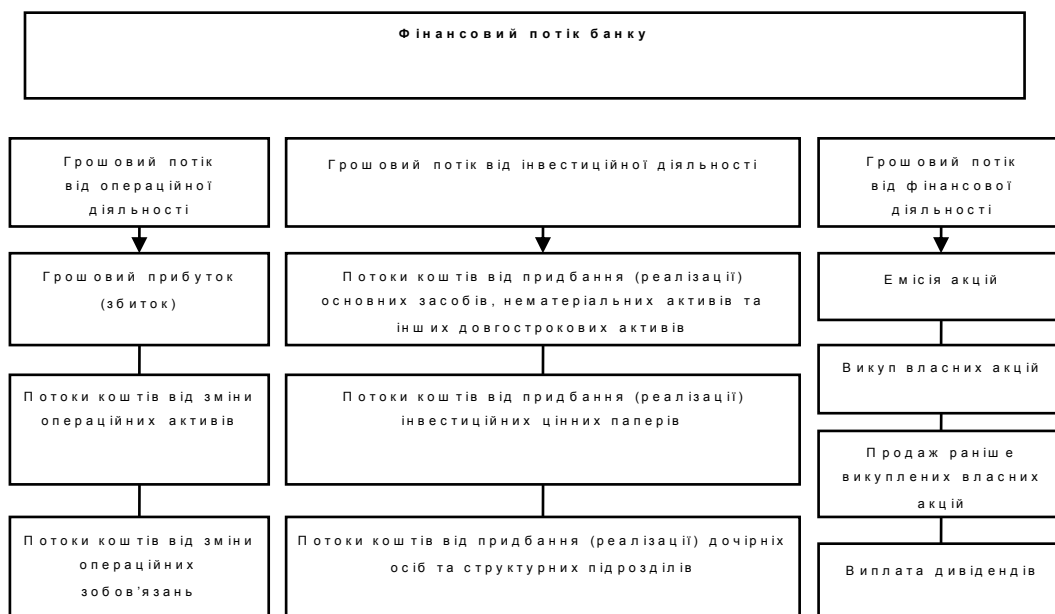 Фінансовий потік банку
Грошовий потік
від операційної
діяльності
Грошовий потік від інвестиційної діяльності
Грошовий потік
від фінансової
діяльності
Грошовий прибуток
(збиток)
Потоки коштів від придбання (реалізації)
основних засобів, нематеріальних активів та
інших довгострокових активів
Емісія акцій
Викуп власних акцій
Потоки коштів від зміни
операційних активів
Потоки коштів від придбання (реалізації)
інвестиційних цінних паперів
Продаж раніше
викуплених власних
акцій
Потоки коштів від зміни
операційних
зобов'язань
Потоки коштів від придбання (реалізації) дочірніх
осіб та структурних підрозділів
Виплата дивідендів